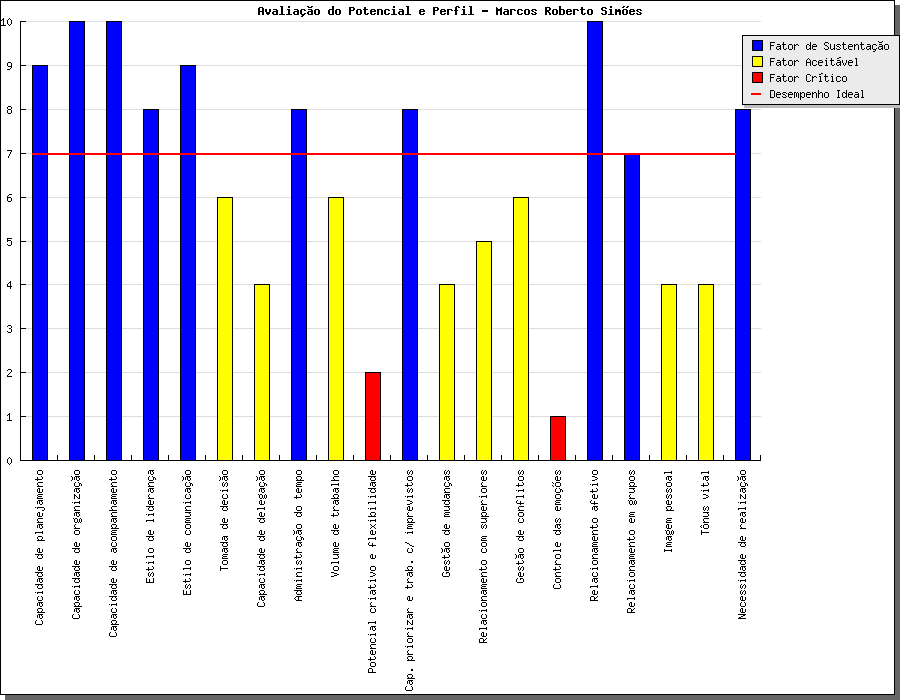 Avaliação do Potencial e Perfil - Marcos Roberto Simões
Fator de Sustentação
Fator Aceitável
Fator Crítico
Desempenho Ideal
10
9
8
7
6
5
4
3
2
1
0
Capacidade de planejamento
Capacidade de organização
Capacidade de acompanhamento
Estilo de liderança
Estilo de comunicação
Tomada de decisão
Capacidade de delegação
Administração do tempo
Volume de trabalho
Potencial criativo e flexibilidade
Cap. priorizar e trab. c/ imprevistos
Gestão de mudanças
Relacionamento com superiores
Gestão de conflitos
Controle das emoções
Relacionamento afetivo
Relacionamento em grupos
Imagem pessoal
Tônus vital
Necessidade de realização